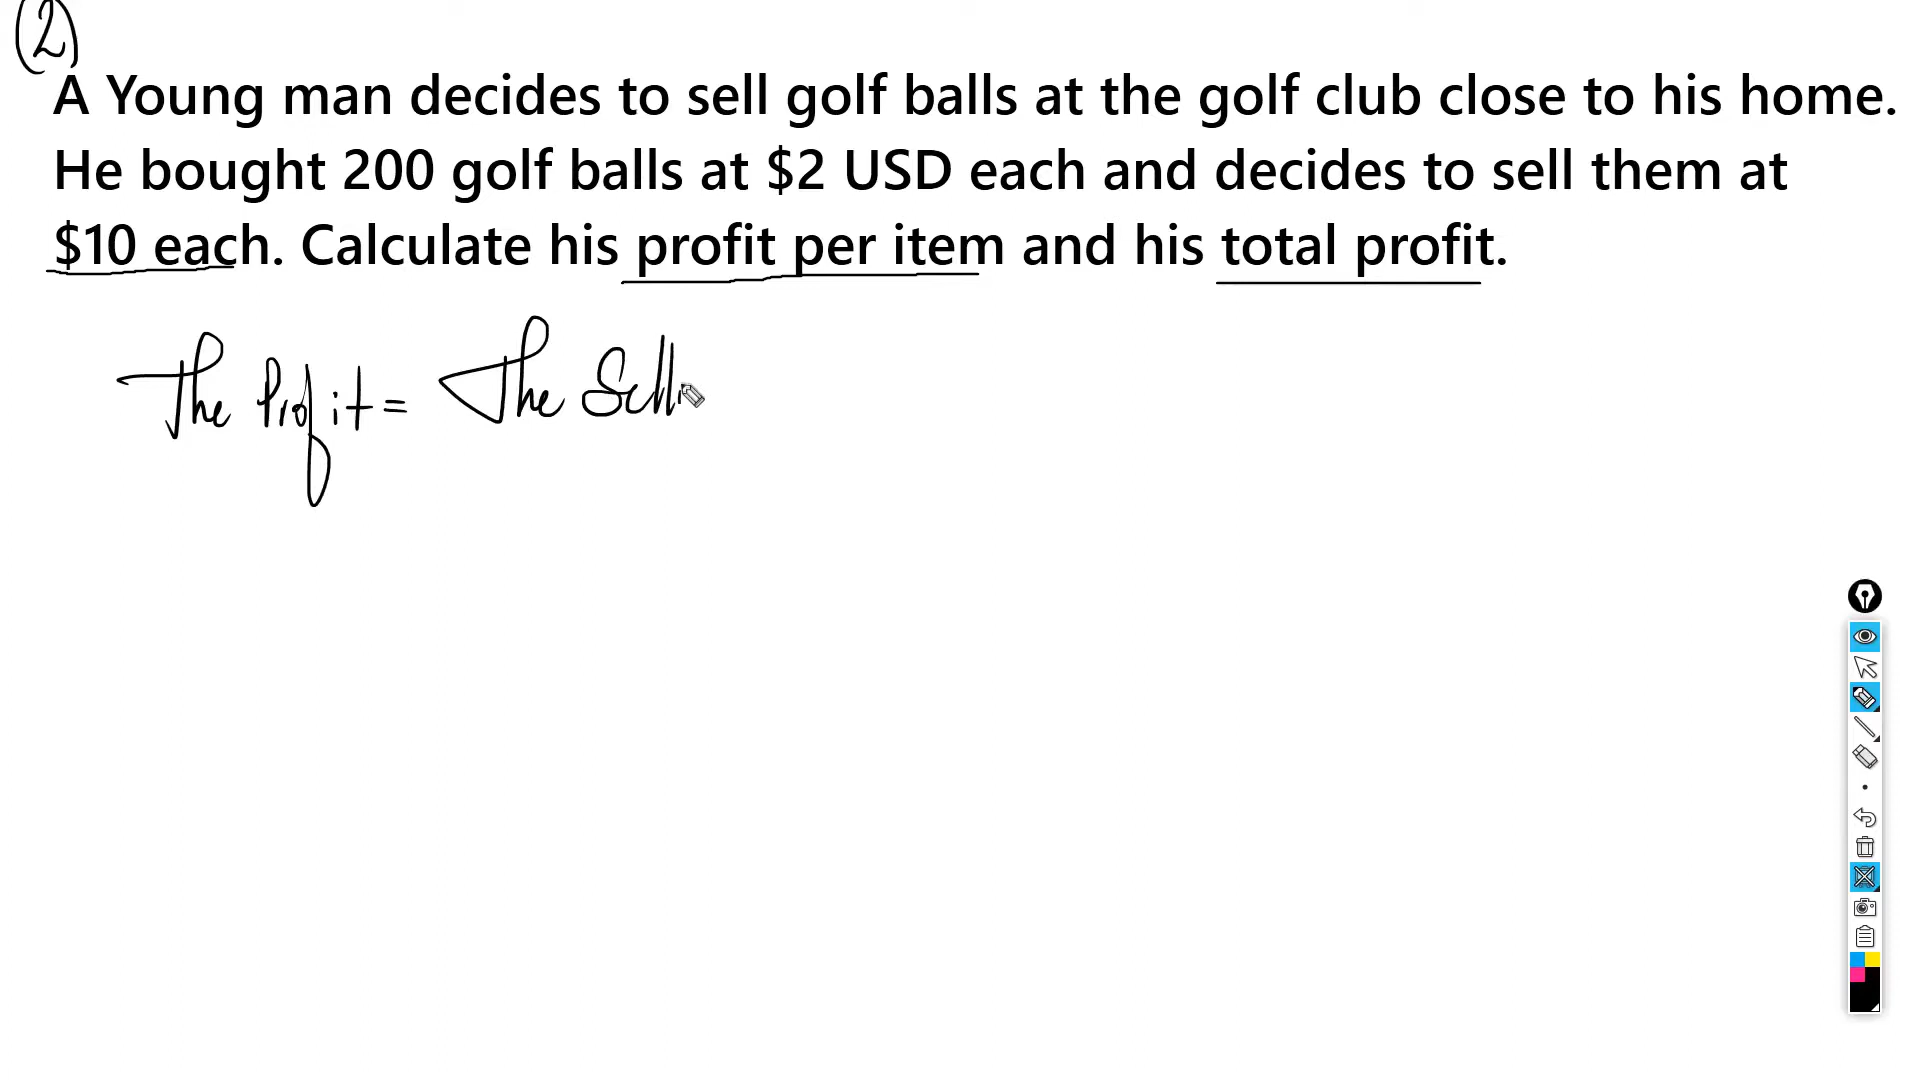 (2)
A Young man decides to sell golf balls at the golf club close to his home.
He bought 200 golf balls at $2 USD each and decides to sell them at
$10 each. Calculate his profit per item and his total profit.
The Profit = The Selli